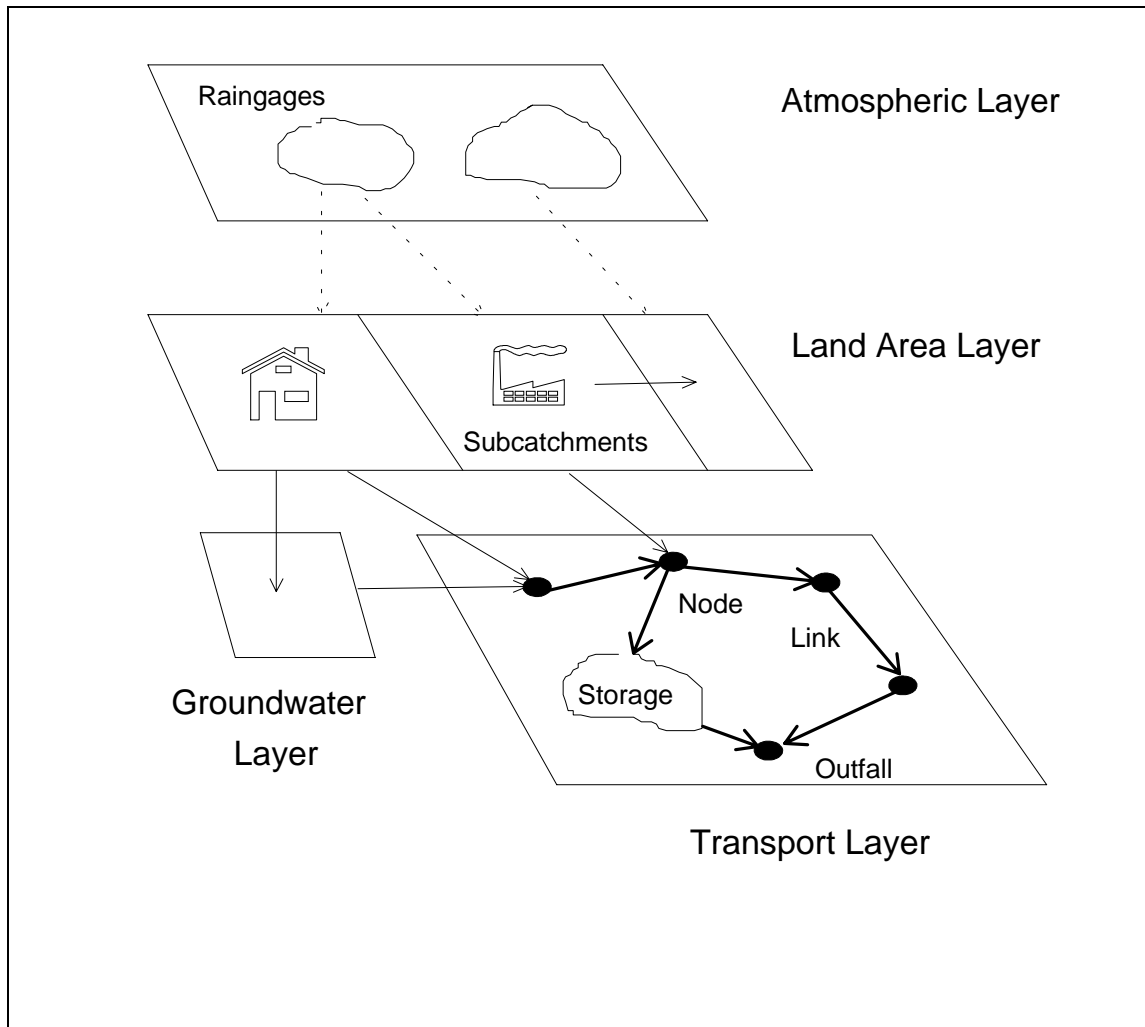 Raingages
Atmospheric Layer
Land Area Layer
Subcatchments
Node
Link
Storage
Groundwater
Layer
Outfall
Transport Layer